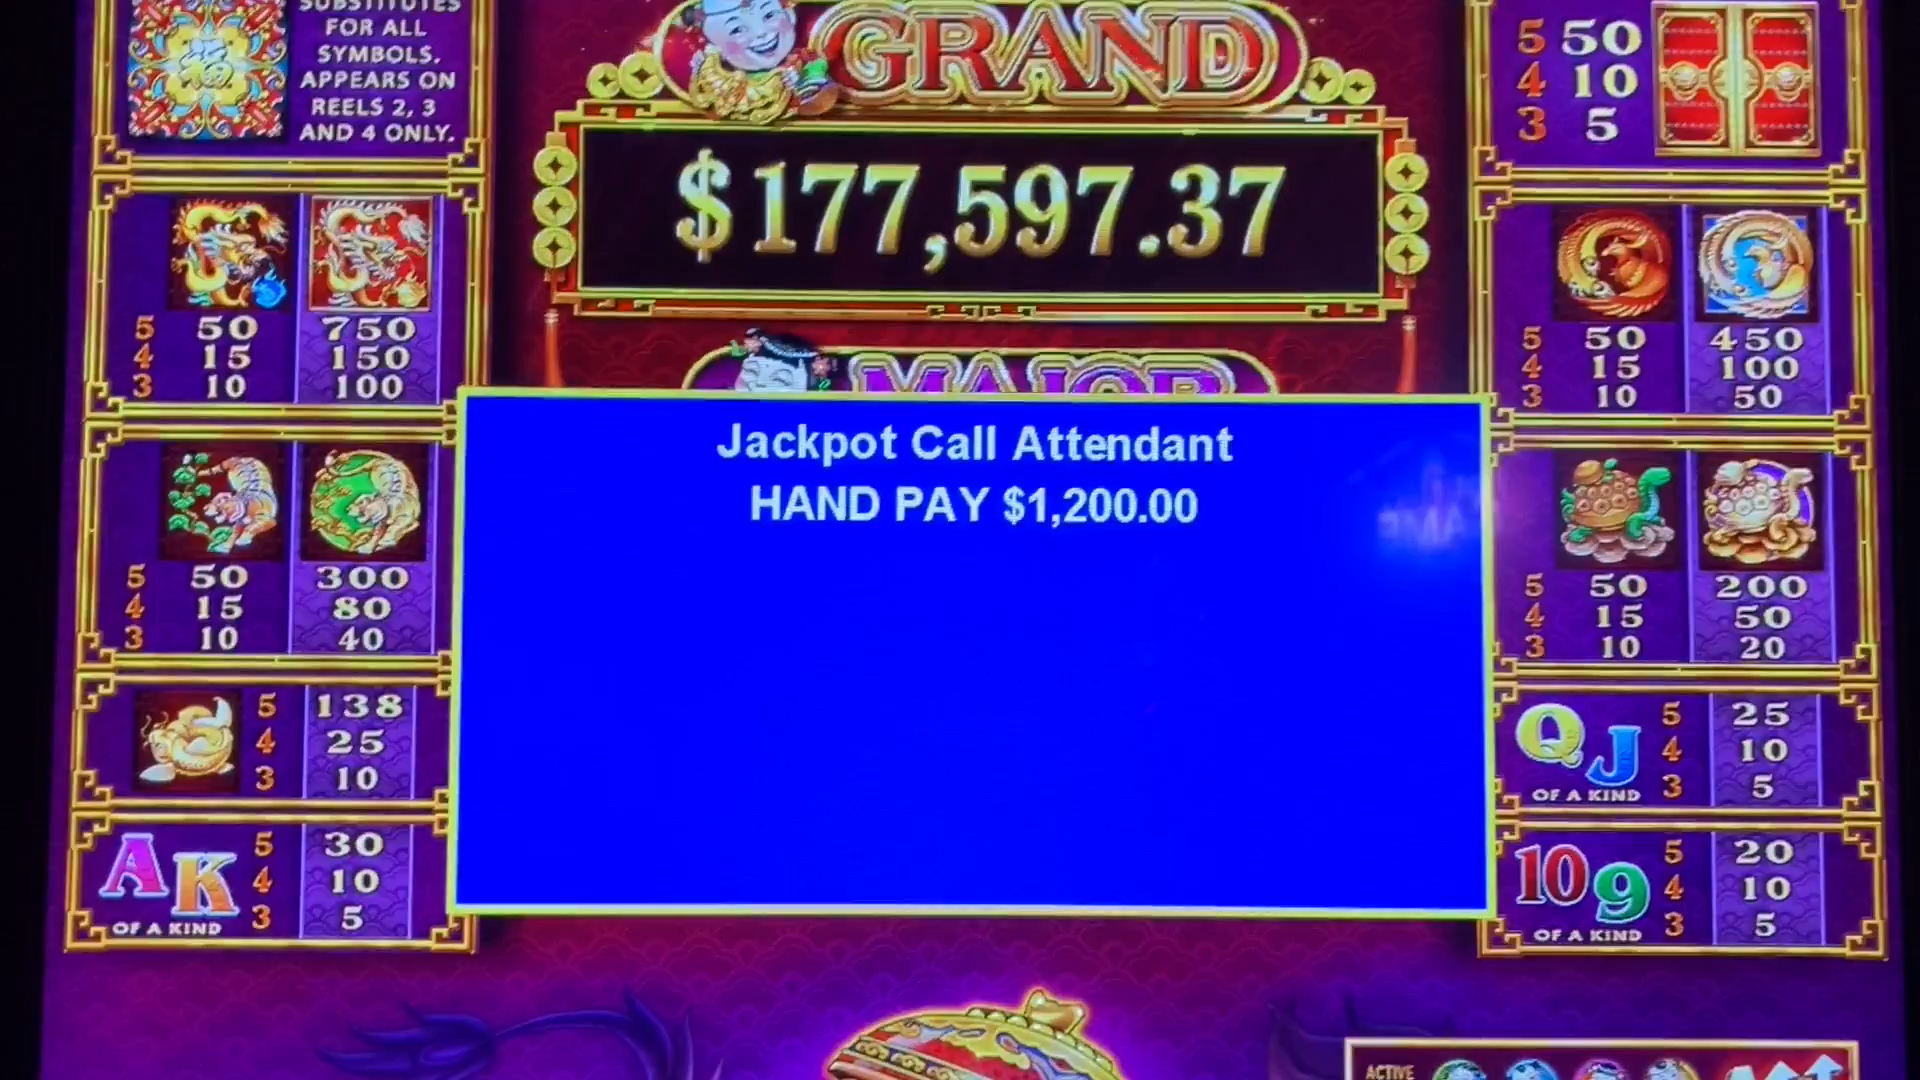 SUBSTITUTES
FOR ALL
SYMBOLS.
APPEARS ON
REELS 2, 3
AND 4 ONLY.
GRAND
$177,597.37
MAJOR
Jackpot Call Attendant
HAND PAY $1,200.00
5 50 750
4 15 150
3 10 100
5 50 300
4 15 80
3 10 40
5 138
4 25
3 10
A K
OF A KIND
5 30
4 10
3 5
5 50
4 10
3 5
5 50 450
4 15 100
3 10 50
5 50 200
4 15 50
3 10 20
Q J
OF A KIND
5 25
4 10
3 5
10 9
OF A KIND
5 20
4 10
3 5
ACTIVE